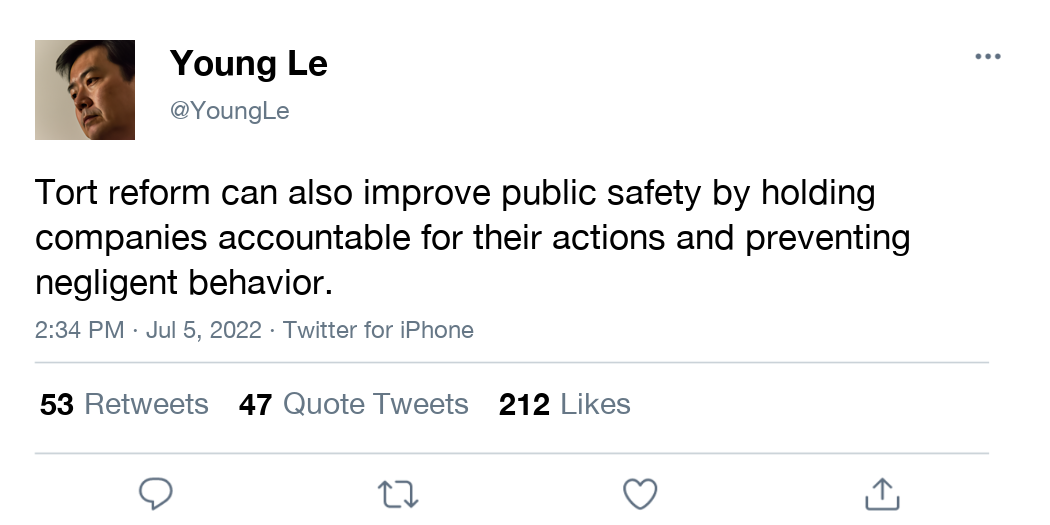 Young Le
@YoungLe
Tort reform can also improve public safety by holding
companies accountable for their actions and preventing
negligent behavior.
2:34 PM · Jul 5, 2022 · Twitter for iPhone
53 Retweets 47 Quote Tweets 212 Likes